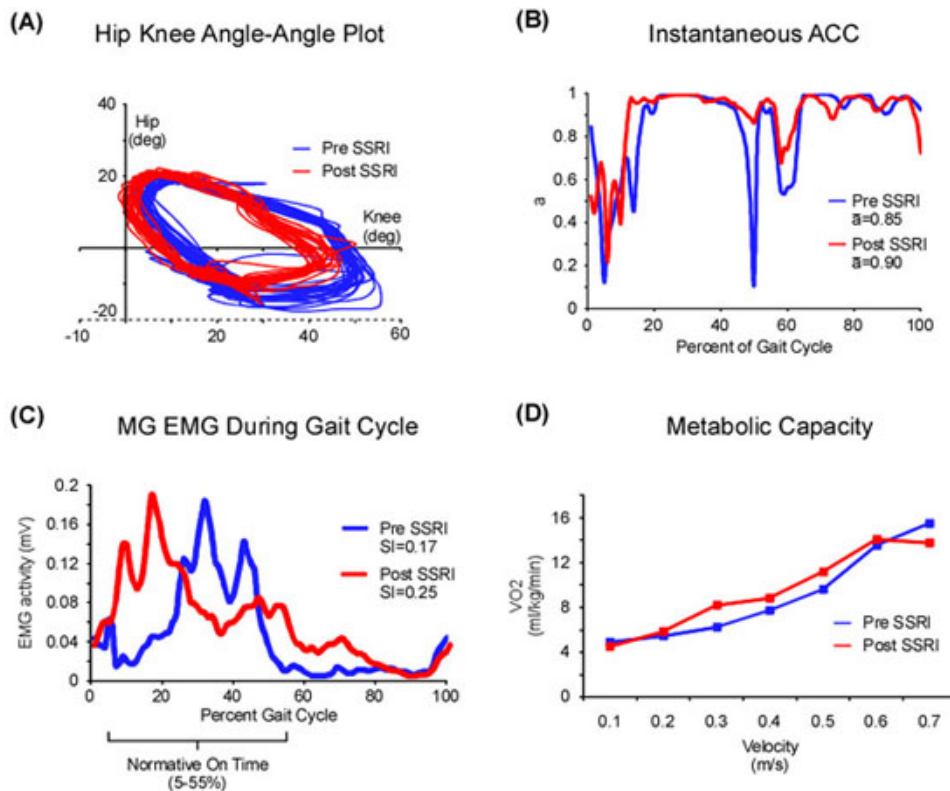 (A)
Hip Knee Angle-Angle Plot
40
Hip
(deg)
Pre SSRI
Post SSRI
20
Knee
(deg)
0
-20
-10
0
20
40
60
(B)
Instantaneous ACC
1
0.8
0.6
a
0.4
0.2
0
Pre SSRI
a̅=0.85
Post SSRI
a̅=0.90
0
20
40
60
80
100
Percent of Gait Cycle
(C)
MG EMG During Gait Cycle
0.2
0.16
0.12
0.08
0.04
0
EMG activity (mV)
Pre SSRI
SI=0.17
Post SSRI
SI=0.25
0
20
40
60
80
100
Percent Gait Cycle
Normative On Time
(5-55%)
(D)
Metabolic Capacity
16
12
8
4
0
VO2
(ml/kg/min)
Pre SSRI
Post SSRI
0.1
0.2
0.3
0.4
0.5
0.6
0.7
Velocity
(m/s)